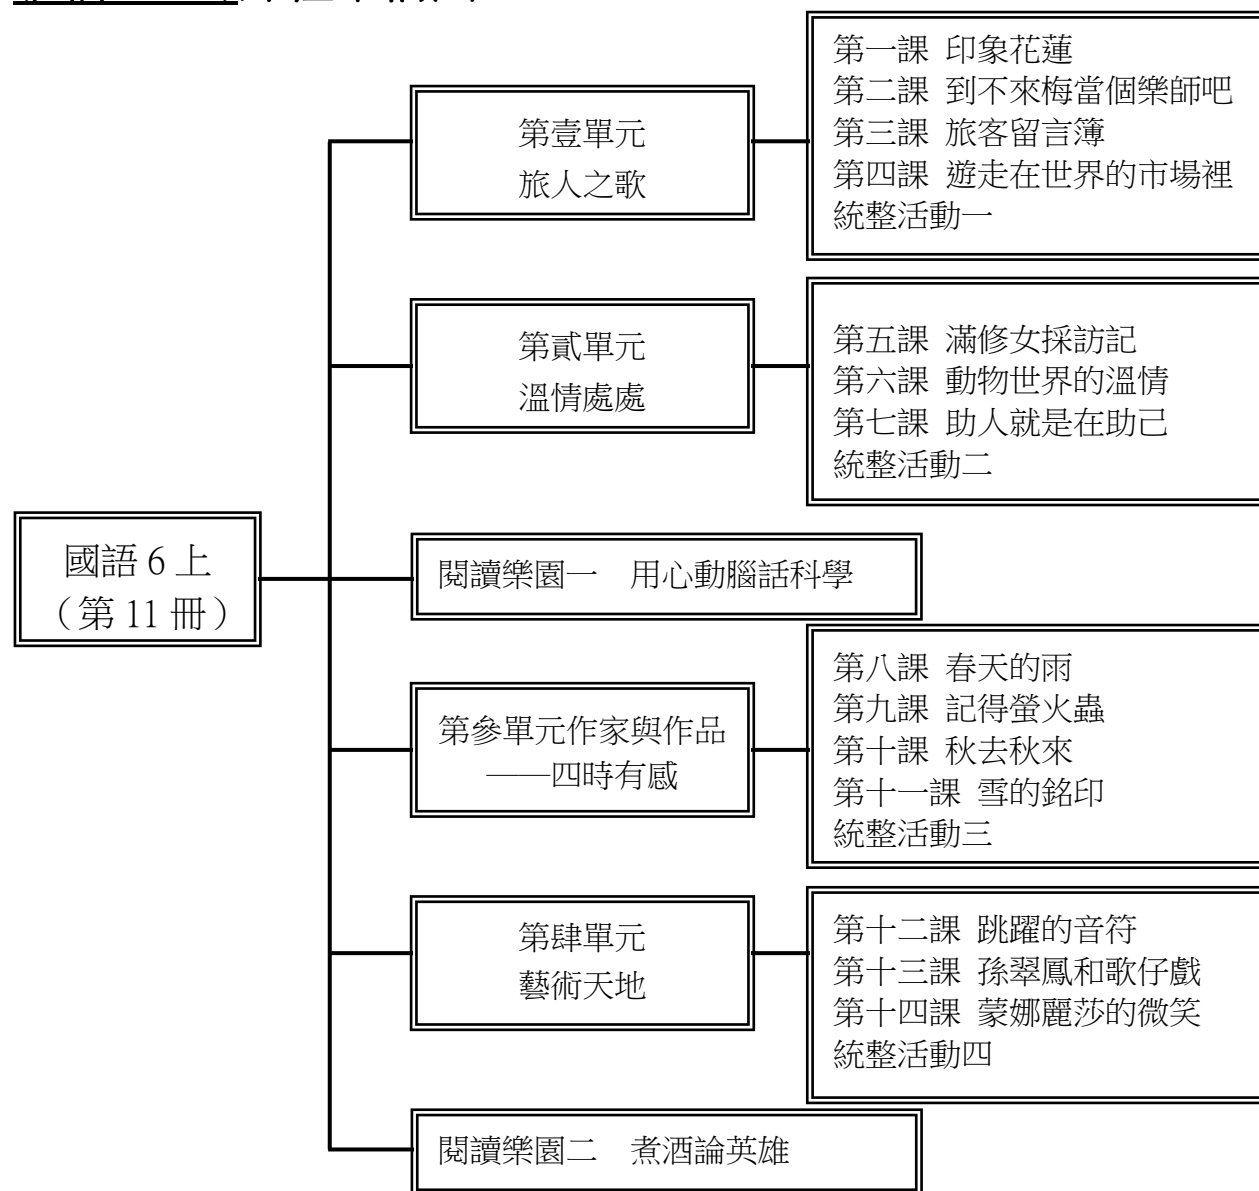 國語 6 上
（第 11 冊）
第壹單元
旅人之歌
第一課 印象花蓮
第二課 到不來梅當個樂師吧
第三課 旅客留言簿
第四課 遊走在世界的市場裡
統整活動一
第貳單元
溫情處處
第五課 滿修女採訪記
第六課 動物世界的溫情
第七課 助人就是在助己
統整活動二
閱讀樂園一　用心動腦話科學
第參單元作家與作品
——四時有感
第八課 春天的雨
第九課 記得螢火蟲
第十課 秋去秋來
第十一課 雪的銘印
統整活動三
第肆單元
藝術天地
第十二課 跳躍的音符
第十三課 孫翠鳳和歌仔戲
第十四課 蒙娜麗莎的微笑
統整活動四
閱讀樂園二　煮酒論英雄